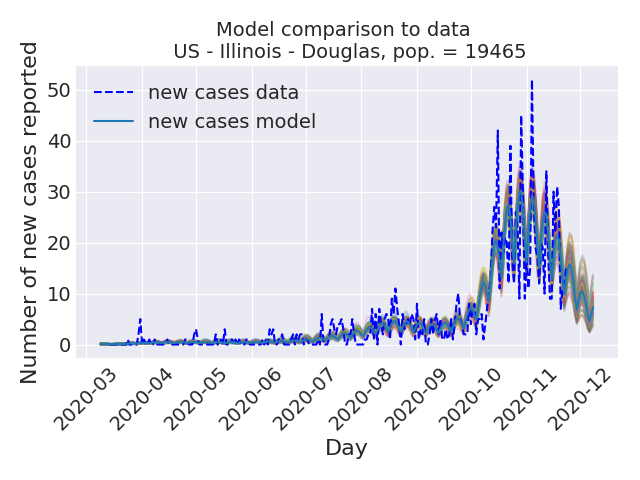 Model comparison to data
US - Illinois - Douglas, pop. = 19465
Number of new cases reported
50
40
30
20
10
0
new cases data
new cases model
2020-03
2020-04
2020-05
2020-06
2020-07
2020-08
2020-09
2020-10
2020-11
2020-12
Day